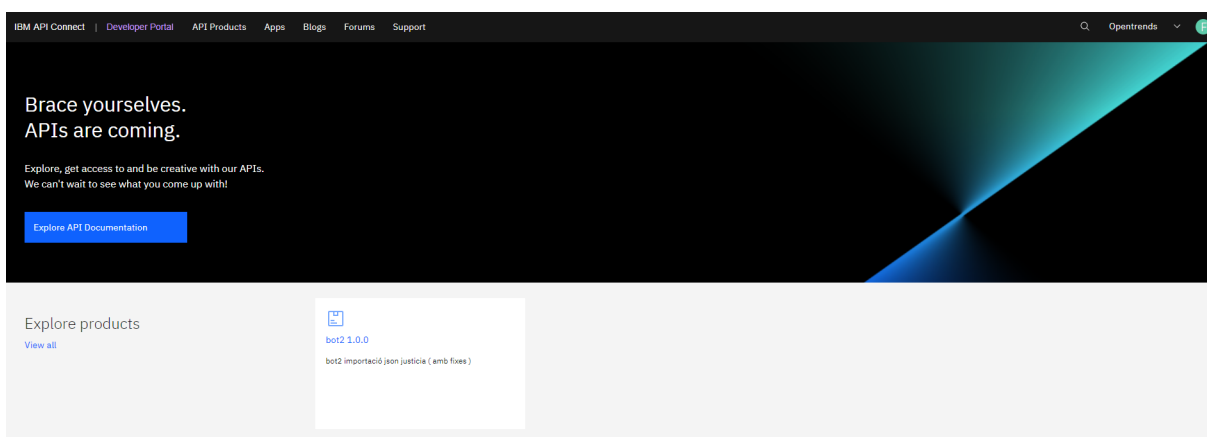 IBM API Connect | Developer Portal API Products Apps Blogs Forums Support Opentrends F
Brace yourselves.
APIs are coming.
Explore, get access to and be creative with our APIs.
We can't wait to see what you come up with!
Explore API Documentation
Explore products
View all
bot2 1.0.0
bot2 importació json justicia ( amb fixes )